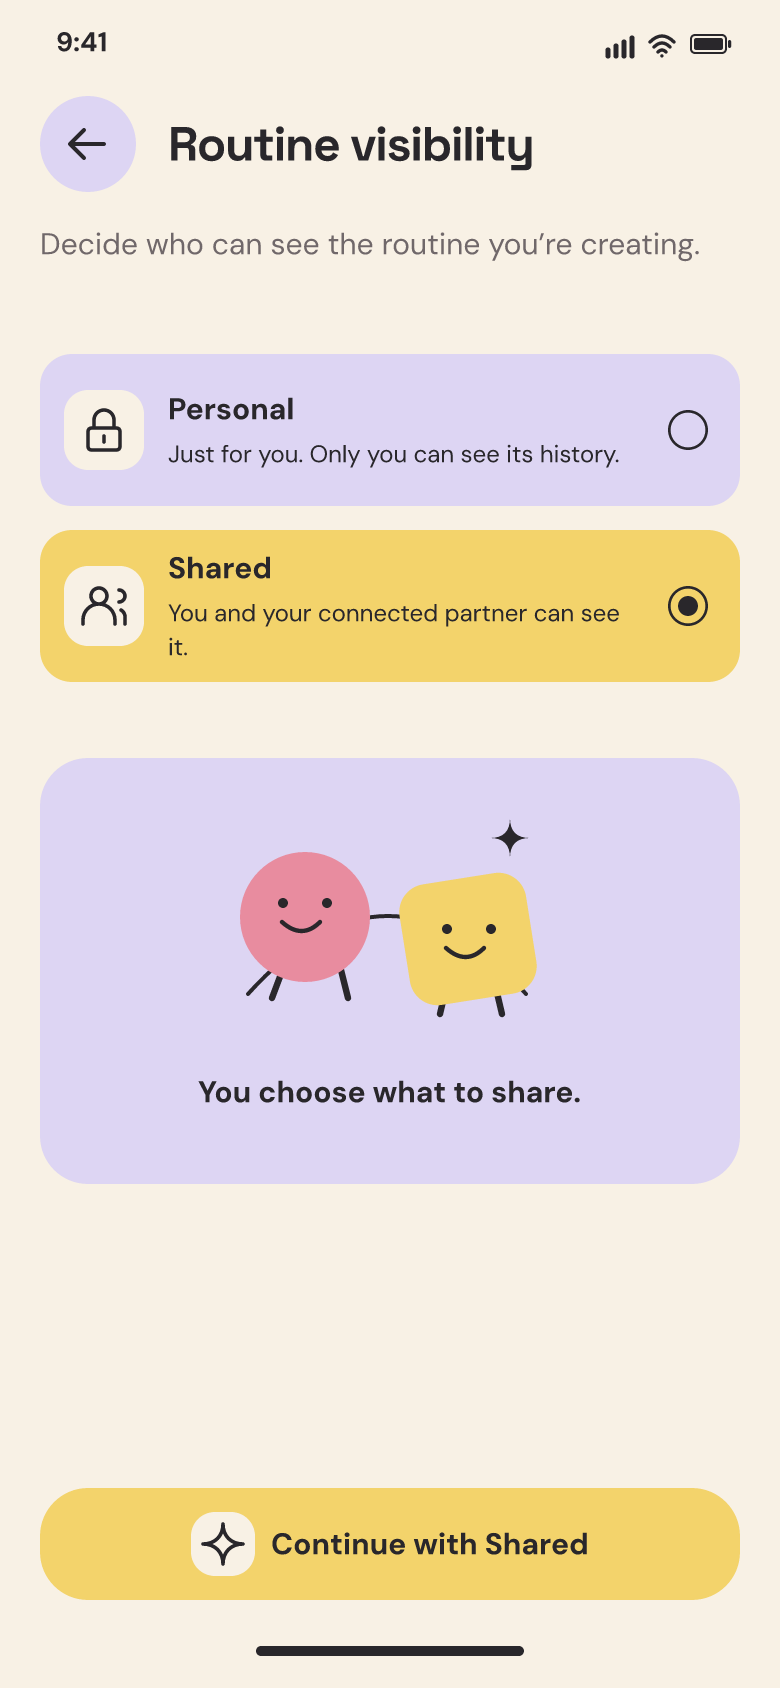 9:41
Routine visibility
Decide who can see the routine you’re creating.
Personal
Just for you. Only you can see its history.
Shared
You and your connected partner can see
it.
You choose what to share.
Continue with Shared